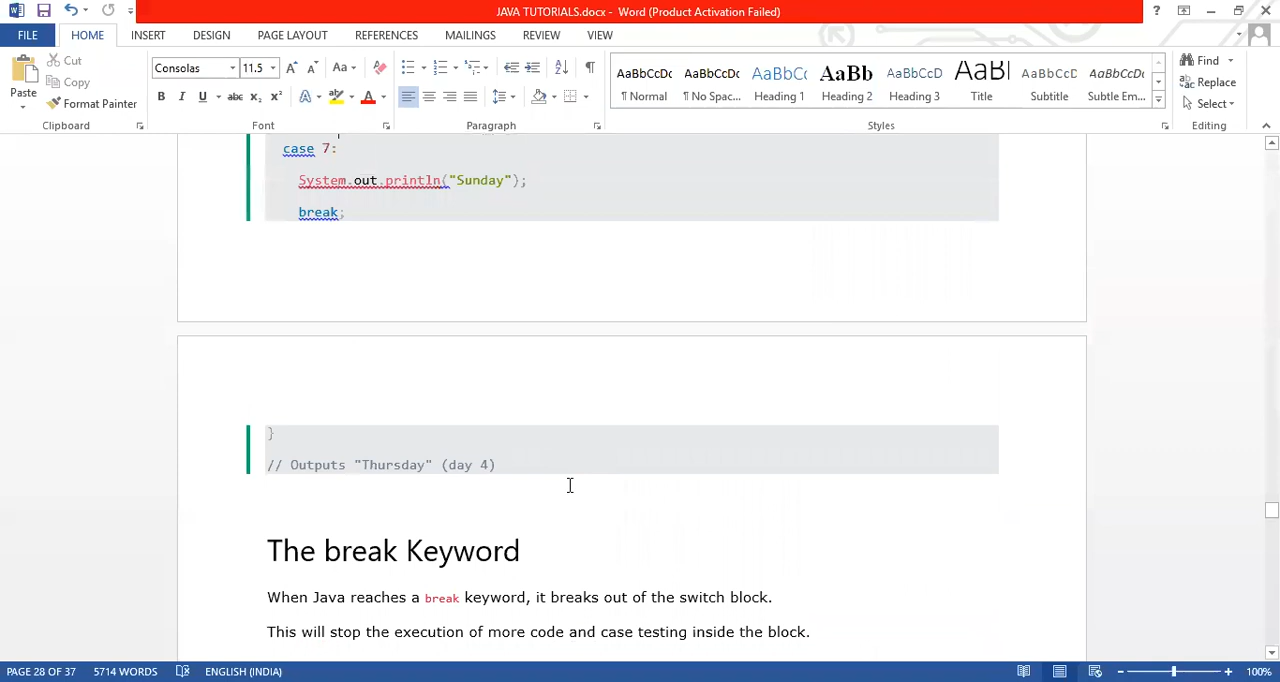 JAVA TUTORIALS.docx - Word (Product Activation Failed)
FILE HOME INSERT DESIGN PAGE LAYOUT REFERENCES MAILINGS REVIEW VIEW
Cut
Copy
Format Painter
Paste
Clipboard
Consolas 11.5
Font
Paragraph
AaBbCcDc AaBbCcDc AaBbCc AaBb AaBbCcD AaBl AaBbCcD AaBbCcDc
¶ Normal ¶ No Spac... Heading 1 Heading 2 Heading 3 Title Subtitle Subtle Em...
Styles
Find
Replace
Select
Editing
case 7:
System.out.println("Sunday");
break;
}
// Outputs "Thursday" (day 4)
The break Keyword
When Java reaches a break keyword, it breaks out of the switch block.
This will stop the execution of more code and case testing inside the block.
PAGE 28 OF 37 5714 WORDS ENGLISH (INDIA) 100%